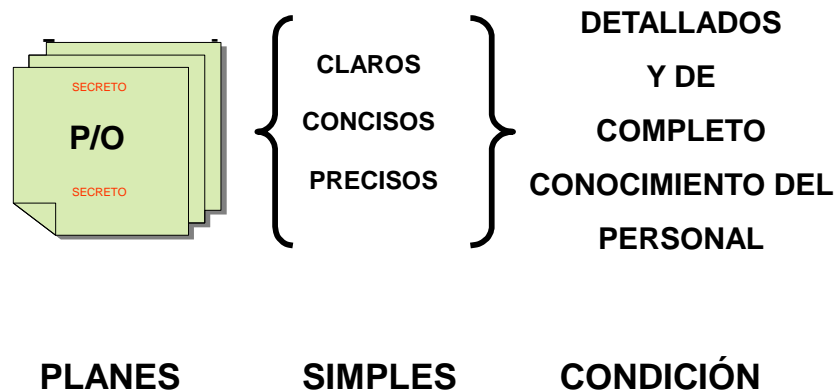 SECRETO
P/O
SECRETO
CLAROS
CONCISOS
PRECISOS
DETALLADOS
Y DE
COMPLETO
CONOCIMIENTO DEL
PERSONAL
PLANES
SIMPLES
CONDICIÓN